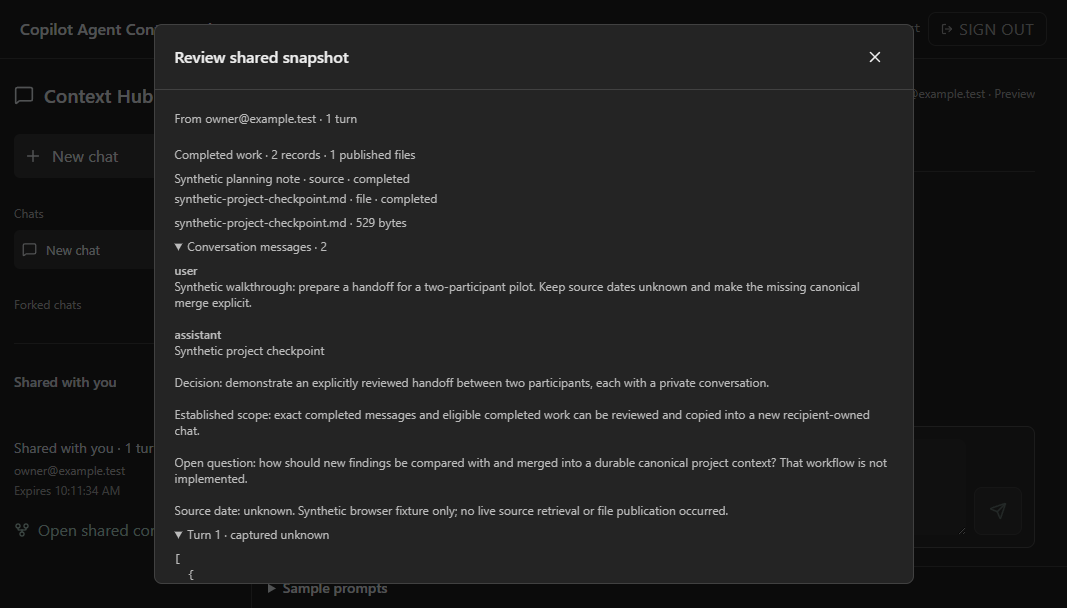 Copilot Agent Con
SIGN OUT
Review shared snapshot
Context Hub
@example.test · Preview
From owner@example.test · 1 turn
+ New chat
Completed work · 2 records · 1 published files
Synthetic planning note · source · completed
synthetic-project-checkpoint.md · file · completed
Chats
synthetic-project-checkpoint.md · 529 bytes
New chat
▼ Conversation messages · 2
user
Synthetic walkthrough: prepare a handoff for a two-participant pilot. Keep source dates unknown and make the missing canonical
merge explicit.
Forked chats
assistant
Synthetic project checkpoint
Shared with you
Decision: demonstrate an explicitly reviewed handoff between two participants, each with a private conversation.
Established scope: exact completed messages and eligible completed work can be reviewed and copied into a new recipient-owned
chat.
Shared with you · 1 tur
owner@example.test
Expires 10:11:34 AM
Open question: how should new findings be compared with and merged into a durable canonical project context? That workflow is not
implemented.
Source date: unknown. Synthetic browser fixture only; no live source retrieval or file publication occurred.
Open shared con
▼ Turn 1 · captured unknown
[
{
▶ Sample prompts